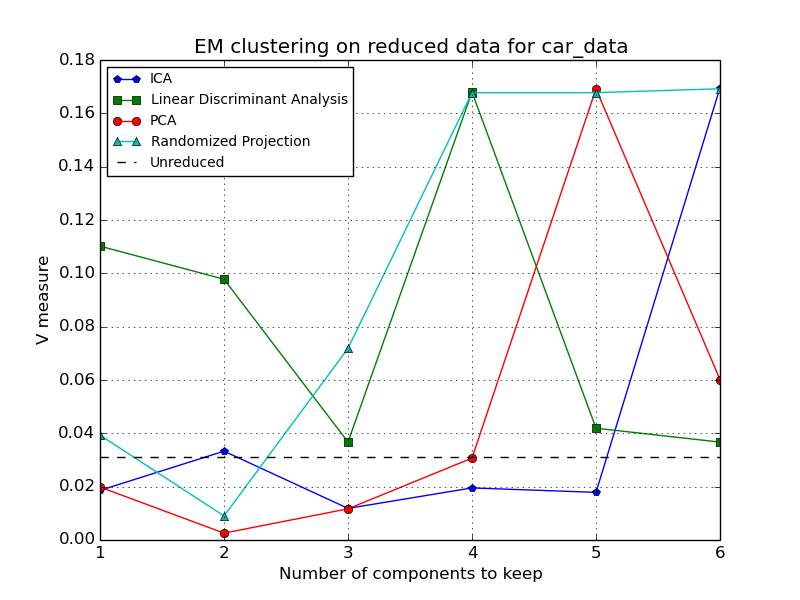 EM clustering on reduced data for car_data
0.18
0.16
0.14
0.12
0.10
0.08
0.06
0.04
0.02
0.00
V measure
ICA
Linear Discriminant Analysis
PCA
Randomized Projection
Unreduced
1 2 3 4 5 6
Number of components to keep